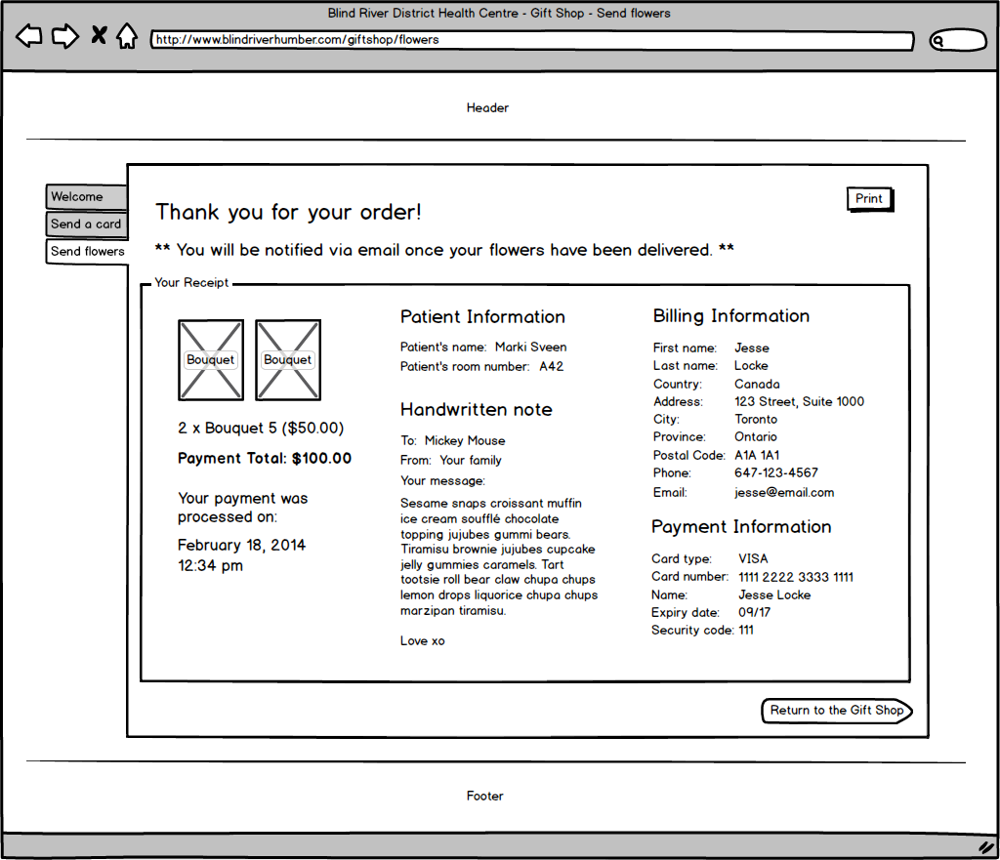 Blind River District Health Centre - Gift Shop - Send flowers
http://www.blindriverhumber.com/giftshop/flowers
Header
Welcome
Send a card
Send flowers
Print
Thank you for your order!
** You will be notified via email once your flowers have been delivered. **
Your Receipt
Bouquet
Bouquet
2 x Bouquet 5 ($50.00)
Payment Total: $100.00
Your payment was
processed on:
February 18, 2014
12:34 pm
Patient Information
Patient's name: Marki Sveen
Patient's room number: A42
Handwritten note
To: Mickey Mouse
From: Your family
Your message:
Sesame snaps croissant muffin
ice cream soufflé chocolate
topping jujubes gummi bears.
Tiramisu brownie jujubes cupcake
jelly gummies caramels. Tart
tootsie roll bear claw chupa chups
lemon drops liquorice chupa chups
marzipan tiramisu.
Love xo
Billing Information
First name: Jesse
Last name: Locke
Country: Canada
Address: 123 Street, Suite 1000
City: Toronto
Province: Ontario
Postal Code: A1A 1A1
Phone: 647-123-4567
Email: jesse@email.com
Payment Information
Card type: VISA
Card number: 1111 2222 3333 1111
Name: Jesse Locke
Expiry date: 09/17
Security code: 111
Return to the Gift Shop
Footer